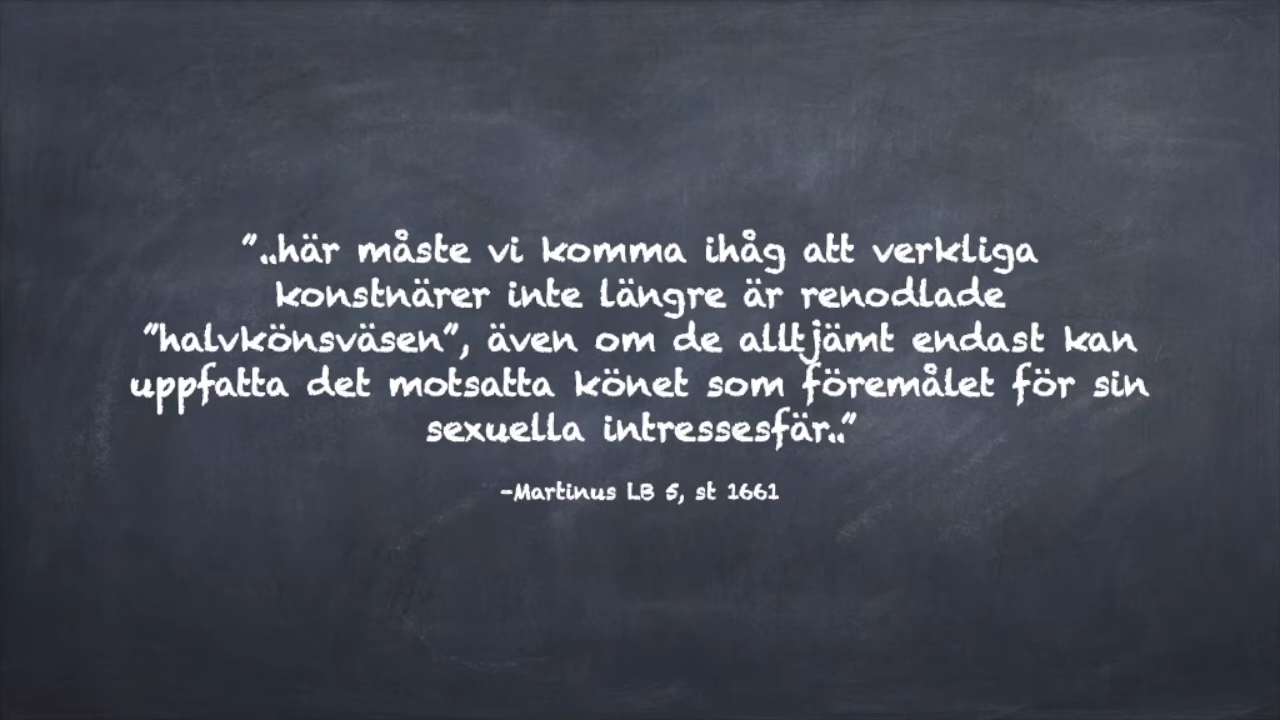 "..här måste vi komma ihåg att verkliga
konstnärer inte längre är renodlade
"halvkönsväsen", även om de alltjämt endast kan
uppfatta det motsatta könet som föremålet för sin
sexuella intressesfär.."
-Martinus LB 5, st 1661